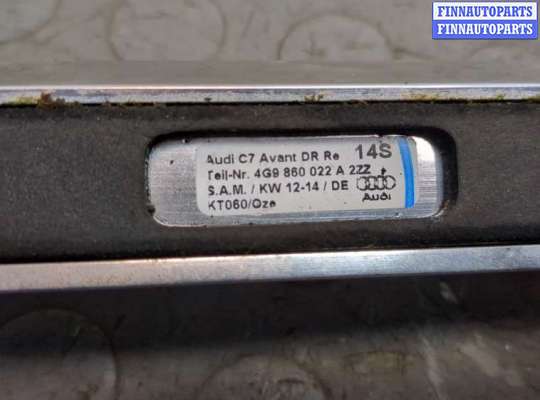 FINNAUTOPARTS
FINNAUTOPARTS
Audi C7 Avant DR Re 14S
Teil-Nr. 4G9 860 022 A 2ZZ
S.A.M. / KW 12-14 / DE
Audi
KT060/Oze